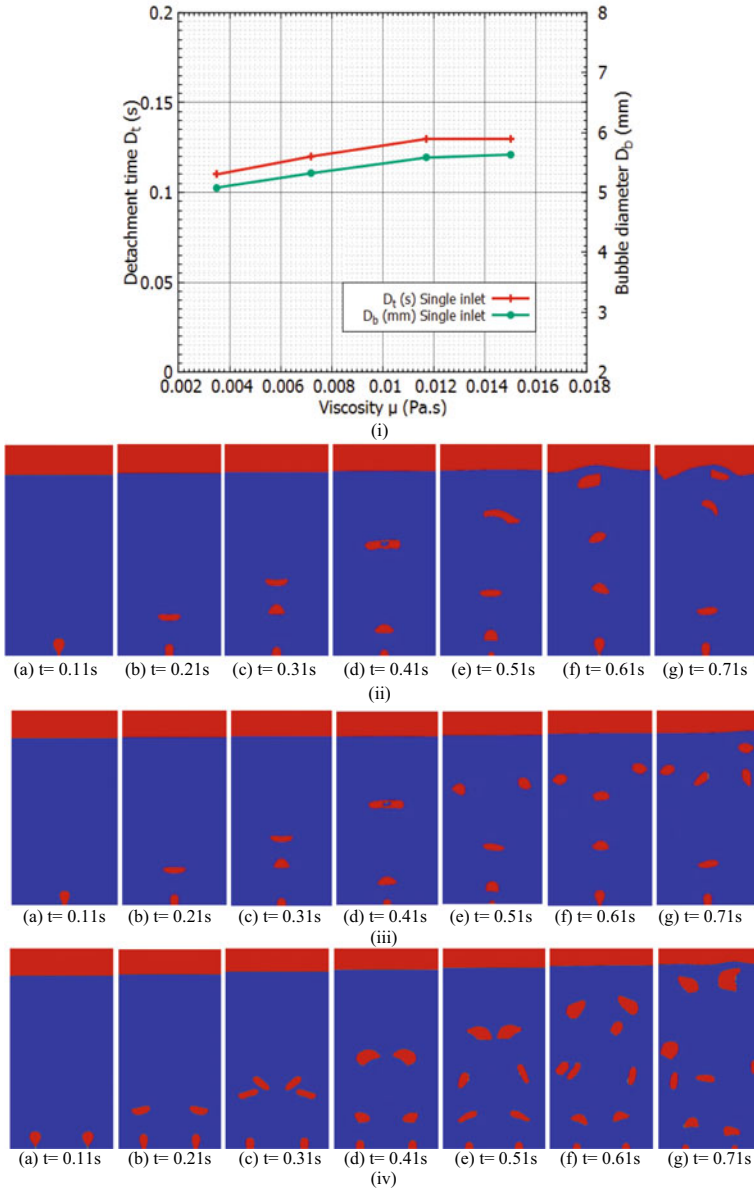 0.2
0.15
0.1
0.05
0
8
7
6
5
4
3
2
Detachment time Dt (s)
Bubble diameter Db (mm)
Dt (s) Single inlet
Db (mm) Single inlet
0.002 0.004 0.006 0.008 0.01 0.012 0.014 0.016 0.018
Viscosity μ (Pa.s)
(i)
(a) t= 0.11s (b) t= 0.21s (c) t= 0.31s (d) t= 0.41s (e) t= 0.51s (f) t= 0.61s (g) t= 0.71s
(ii)
(a) t= 0.11s (b) t= 0.21s (c) t= 0.31s (d) t= 0.41s (e) t= 0.51s (f) t= 0.61s (g) t= 0.71s
(iii)
(a) t= 0.11s (b) t= 0.21s (c) t= 0.31s (d) t= 0.41s (e) t= 0.51s (f) t= 0.61s (g) t= 0.71s
(iv)